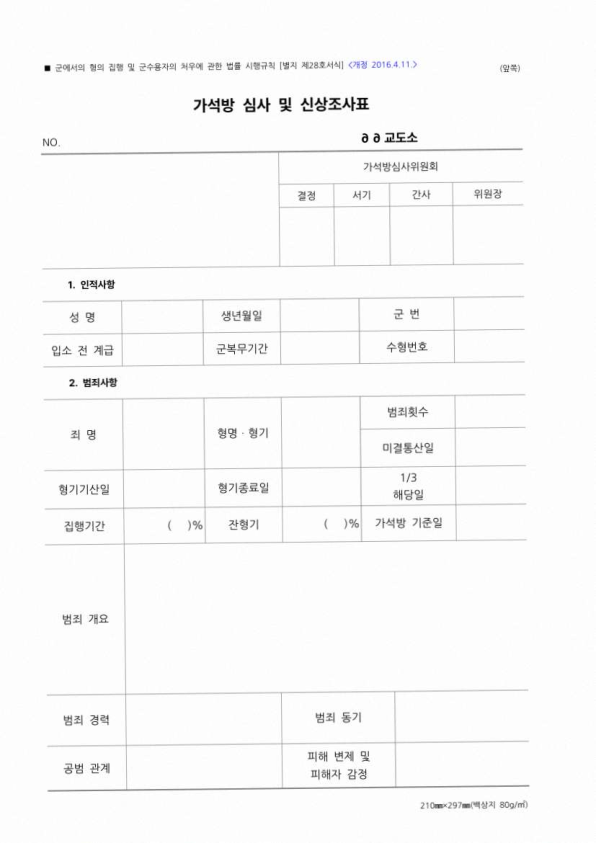 ■ 군에서의 형의 집행 및 군수용자의 처우에 관한 법률 시행규칙 [별지 제28호서식] <개정 2016.4.11.>
(앞쪽)
가석방 심사 및 신상조사표
NO.
∂ ∂ 교도소
가석방심사위원회
결정 서기 간사 위원장
1. 인적사항
성 명 생년월일 군 번
입소 전 계급 군복무기간 수형번호
2. 범죄사항
죄 명 형명·형기 범죄횟수
미결통산일
형기기산일 형기종료일 1/3
해당일
집행기간 ( )% 잔형기 ( )% 가석방 기준일
범죄 개요
범죄 경력 범죄 동기
공범 관계 피해 변제 및
피해자 감정
210㎜×297㎜(백상지 80g/㎡)